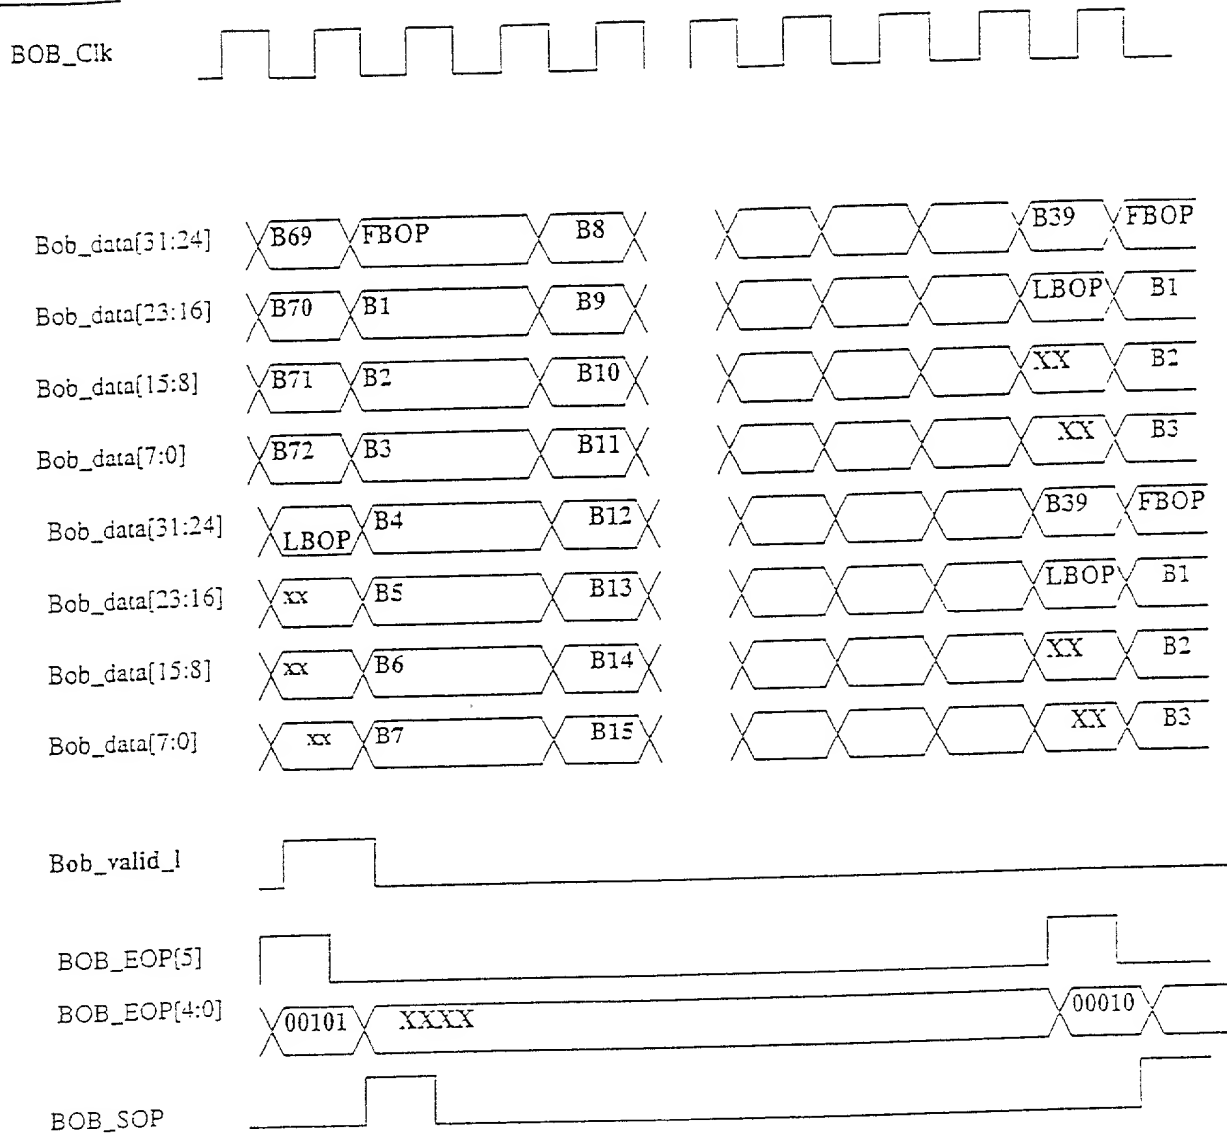 BOB_Clk
Bob_data[31:24] B69 FBOP B8 B39 FBOP
Bob_data[23:16] B70 B1 B9 LBOP B1
Bob_data[15:8] B71 B2 B10 XX B2
Bob_data[7:0] B72 B3 B11 XX B3
Bob_data[31:24] LBOP B4 B12 B39 FBOP
Bob_data[23:16] xx B5 B13 LBOP B1
Bob_data[15:8] xx B6 B14 XX B2
Bob_data[7:0] xx B7 B15 XX B3
Bob_valid_l
BOB_EOP[5]
BOB_EOP[4:0] 00101 XXXX 00010
BOB_SOP